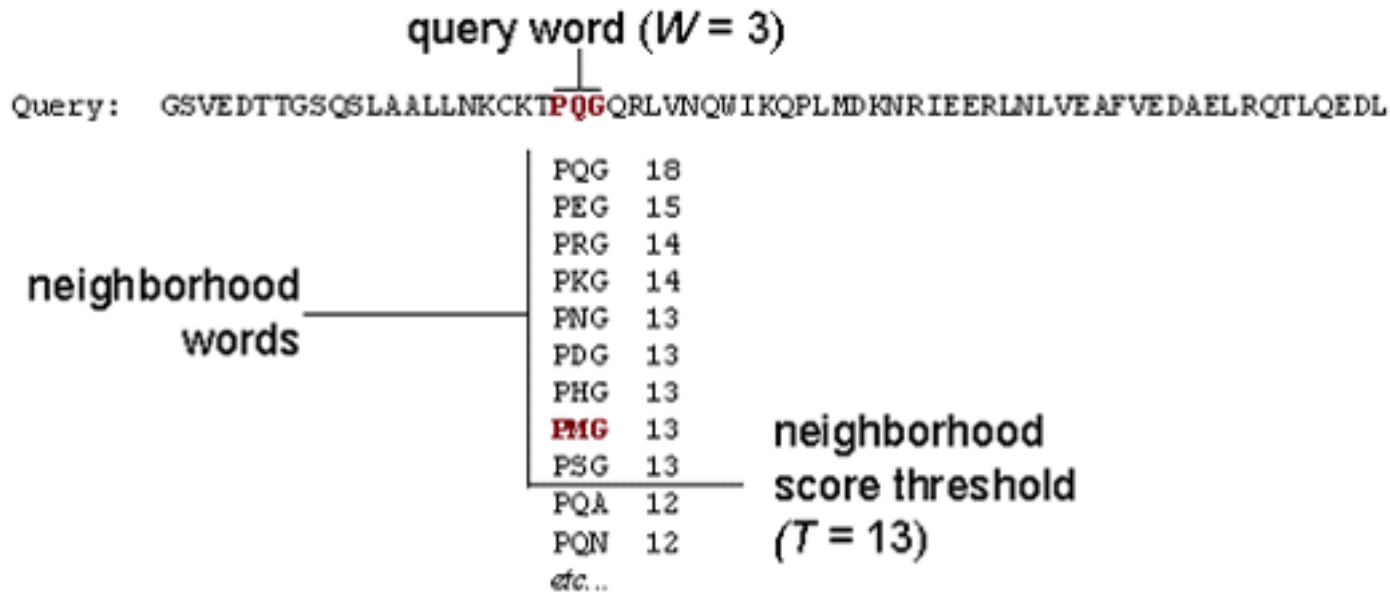 query word (W = 3)
Query: GSVEDTTGSQSLAALLNKCKTPQGQRLVNQWIKQPLMDKNRIEERLNLVEAFVEDAELRQTLQEDL
PQG 18
PEG 15
PRG 14
PKG 14
PNG 13
PDG 13
PHG 13
PMG 13
PSG 13
PQA 12
PQN 12
etc...
neighborhood
words
neighborhood
score threshold
(T = 13)